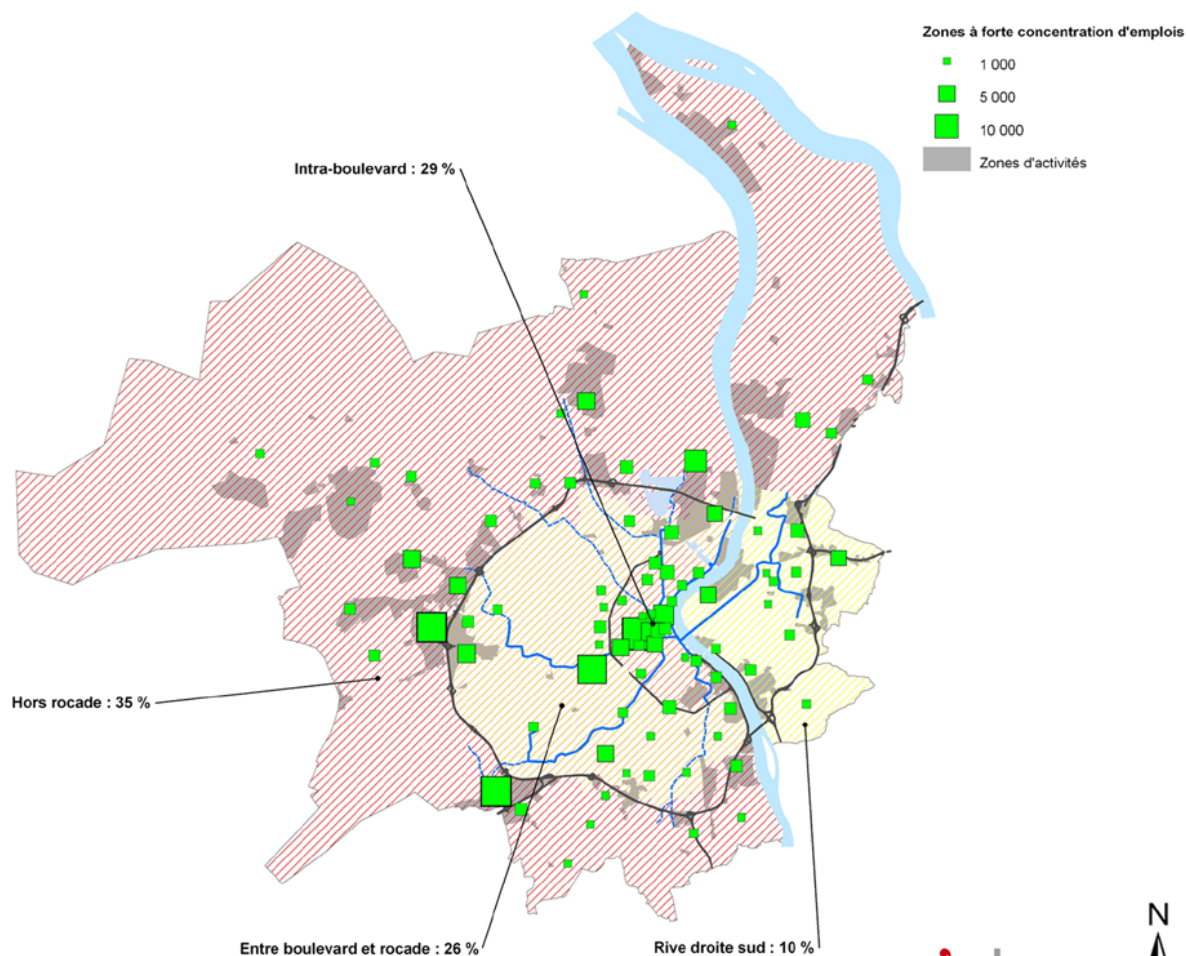 Zones à forte concentration d'emplois
1 000
5 000
10 000
Zones d'activités
Intra-boulevard : 29 %
Hors rocade : 35 %
Entre boulevard et rocade : 26 %
Rive droite sud : 10 %
N